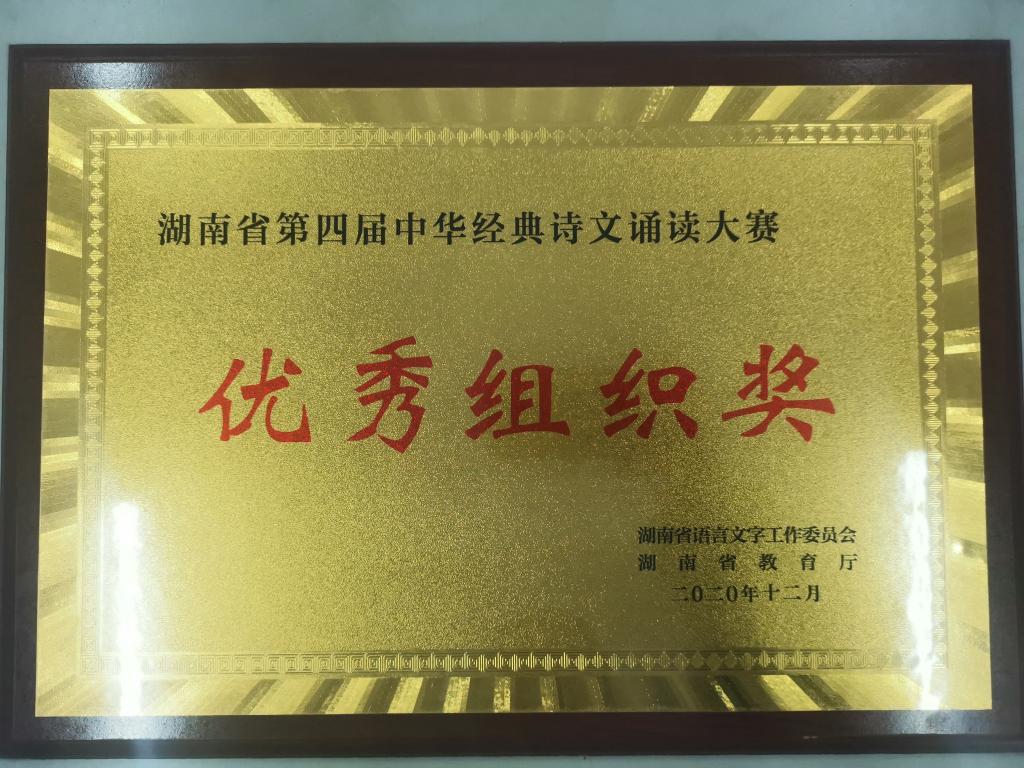 湖南省第四届中华经典诗文诵读大赛
优秀组织奖
湖南省语言文字工作委员会
湖南省教育厅
二0二0年十二月